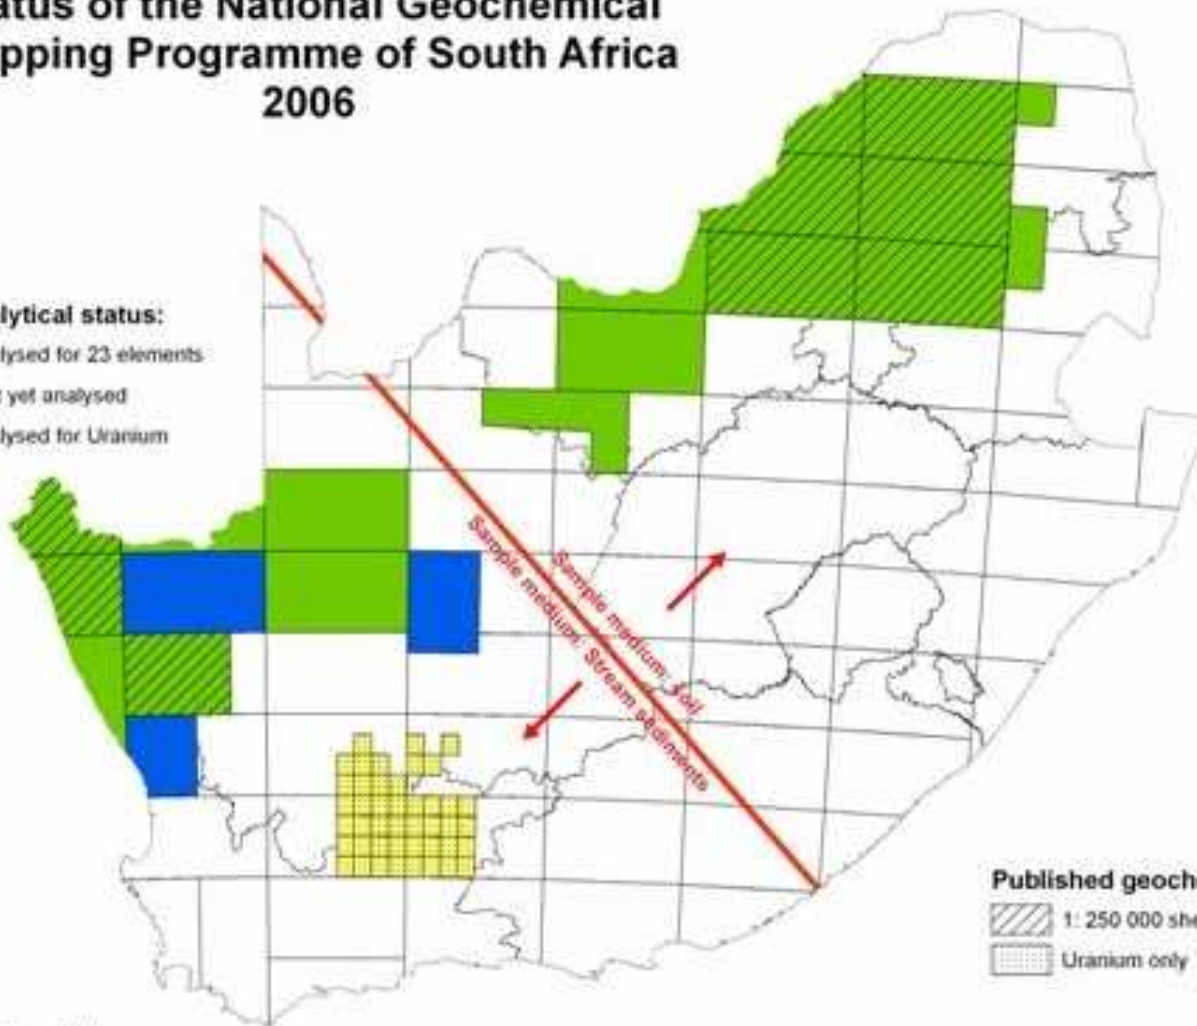 atus of the National Geochemical
pping Programme of South Africa
2006
lytical status:
lysed for 23 elements
t yet analysed
lysed for Uranium
Sample medium: Soil
Sample medium: Stream sediments
Published geoch
1: 250 000 she
Uranium only